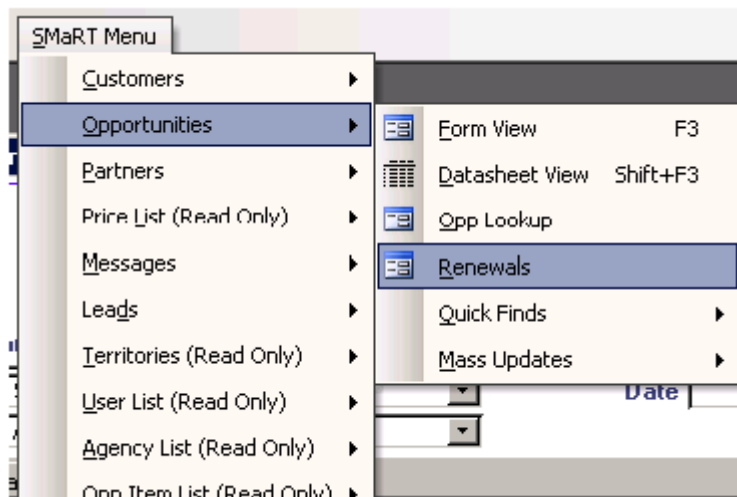 SMaRT Menu
Customers
Opportunities
Partners
Price List (Read Only)
Messages
Leads
Territories (Read Only)
User List (Read Only)
Agency List (Read Only)
Opp Item List (Read Only)
Form View F3
Datasheet View Shift+F3
Opp Lookup
Renewals
Quick Finds
Mass Updates
Date